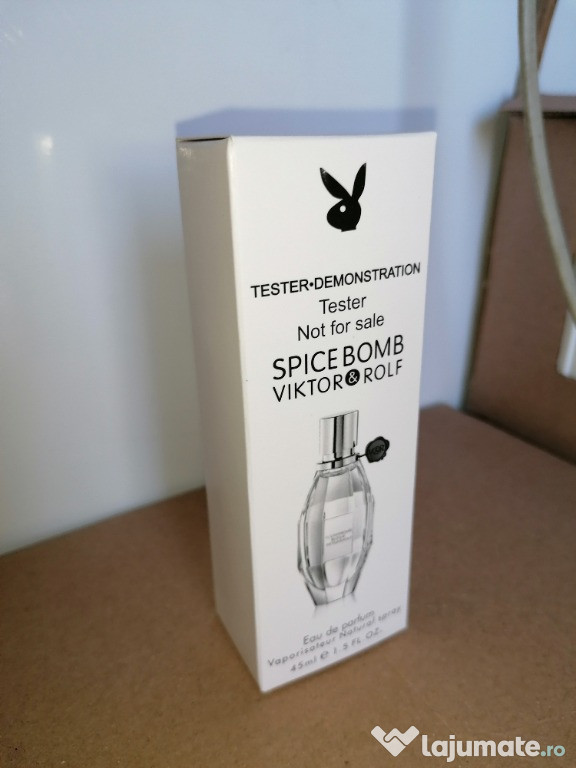 TESTER•DEMONSTRATION
Tester
Not for sale
SPICEBOMB
VIKTOR&ROLF
Eau de parfum
Vaporisateur Natural spray
45ml e 1.5 FL OZ.
lajumate.ro